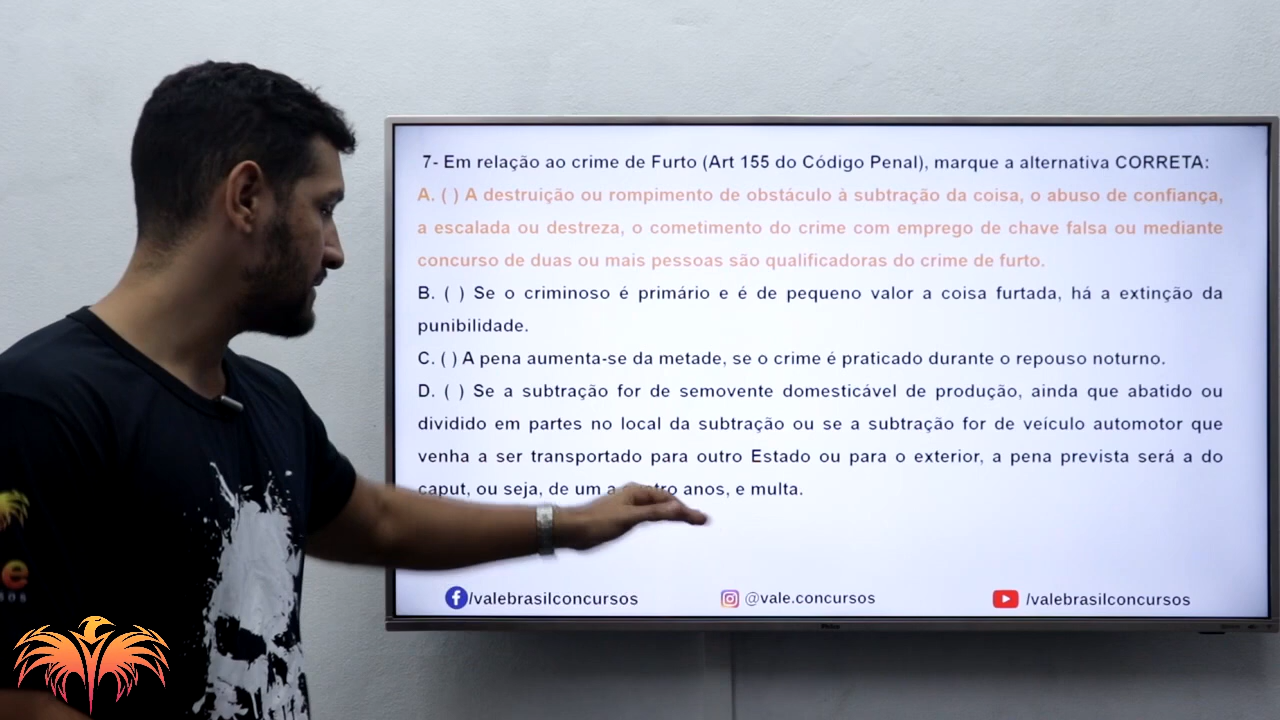 7- Em relação ao crime de Furto (Art 155 do Código Penal), marque a alternativa CORRETA:
A. ( ) A destruição ou rompimento de obstáculo à subtração da coisa, o abuso de confiança,
a escalada ou destreza, o cometimento do crime com emprego de chave falsa ou mediante
concurso de duas ou mais pessoas são qualificadoras do crime de furto.
B. ( ) Se o criminoso é primário e é de pequeno valor a coisa furtada, há a extinção da
punibilidade.
C. ( ) A pena aumenta-se da metade, se o crime é praticado durante o repouso noturno.
D. ( ) Se a subtração for de semovente domesticável de produção, ainda que abatido ou
dividido em partes no local da subtração ou se a subtração for de veículo automotor que
venha a ser transportado para outro Estado ou para o exterior, a pena prevista será a do
caput, ou seja, de um a anos, e multa.
/valebrasilconcursos
@vale.concursos
/valebrasilconcursos